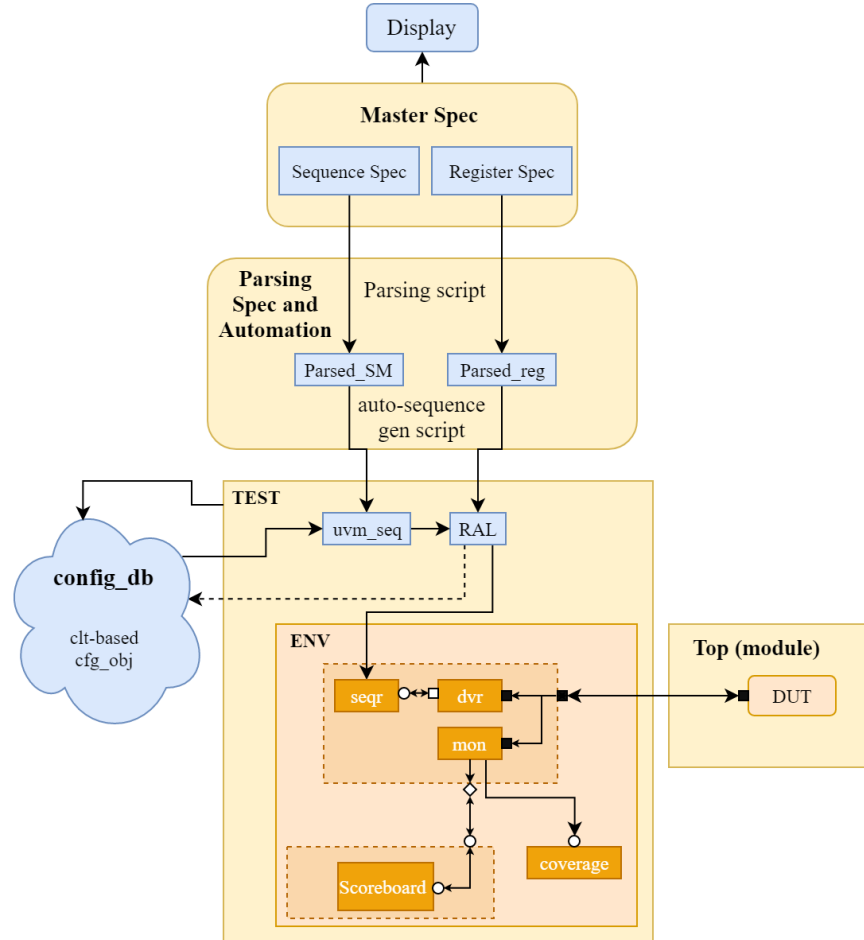 Display
Master Spec
Sequence Spec
Register Spec
Parsing
Spec and
Automation
Parsing script
Parsed_SM
Parsed_reg
auto-sequence
gen script
TEST
uvm_seq
RAL
config_db
clt-based
cfg_obj
ENV
seqr
dvr
mon
Scoreboard
coverage
Top (module)
DUT